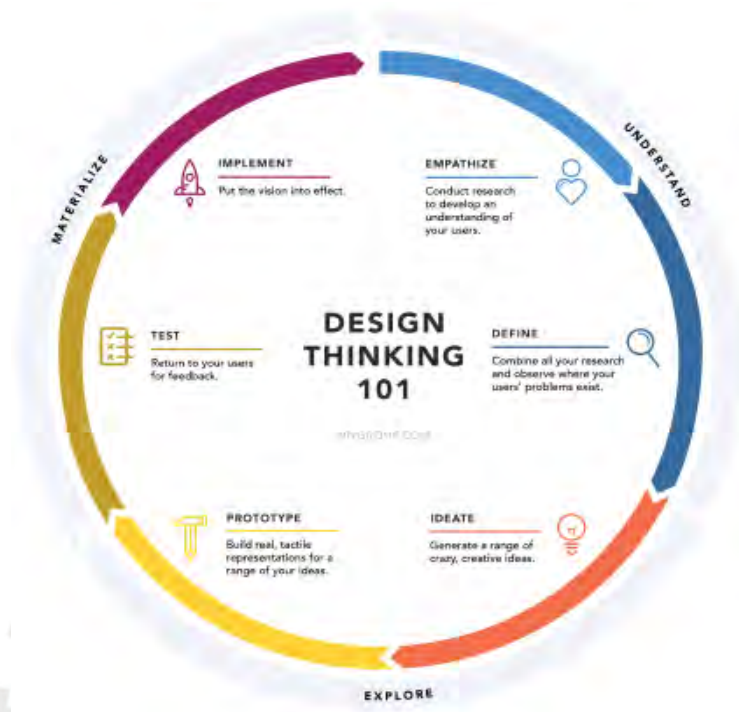 UNDERSTAND
EMPATHIZE
Conduct research
to develop an
understanding of
your users.
DEFINE
Combine all your research
and observe where your
users' problems exist.
IDEATE
Generate a range of
crazy, creative ideas.
EXPLORE
PROTOTYPE
Build real, tactile
representations for a
range of your ideas.
TEST
Return to your users
for feedback.
MATERIALIZE
IMPLEMENT
Put the vision into effect.
DESIGN
THINKING
101